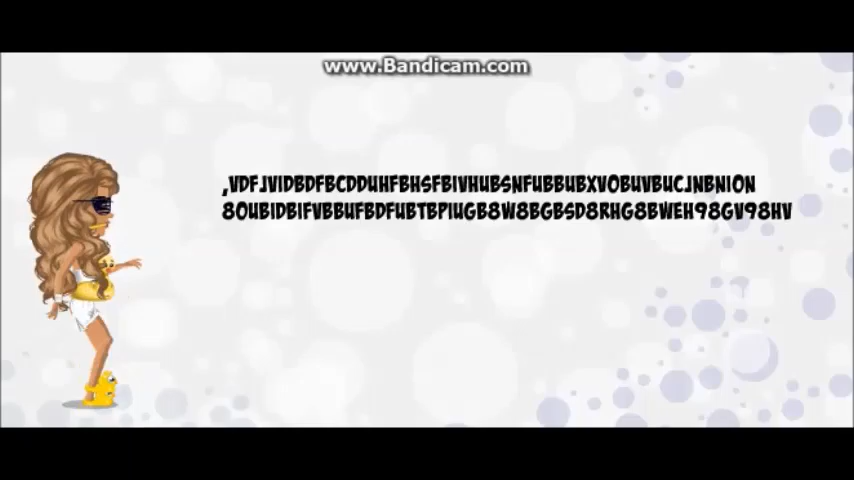 www.Bandicam.com
,VDFJVIDBDFBCDDUHFBHSFBIVHUBSNFUBBUBXVOBUVBUCJNBNION
8OUBIDBIFVBBUFBDFUBTBPIUGB8W8BGBSD8RHG8BWEH98GV98HV